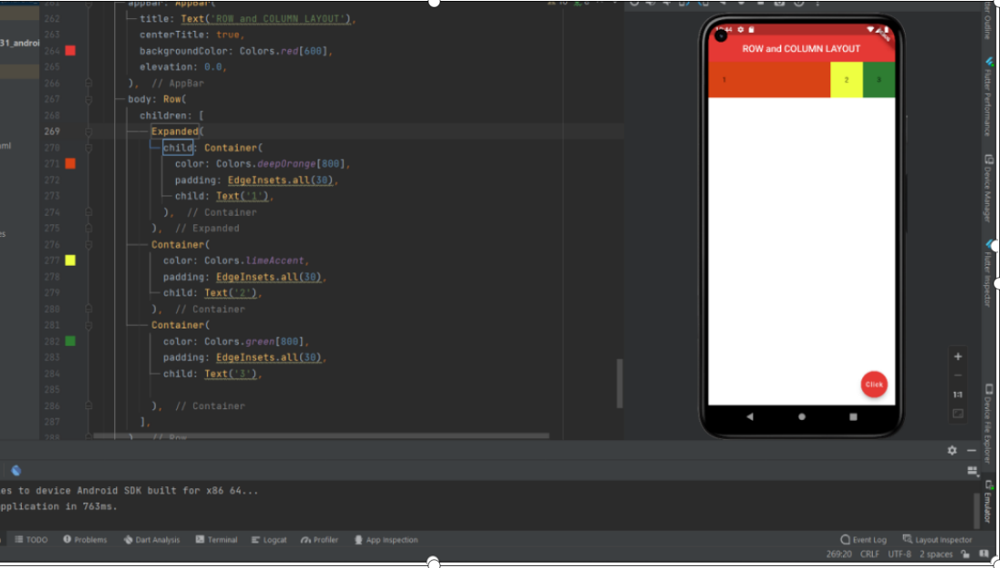 appBar: AppBar(
262 title: Text('ROW and COLUMN LAYOUT'),
263 centerTitle: true,
264 backgroundColor: Colors.red[600],
265 elevation: 0.0,
266 ), // AppBar
267 body: Row(
268 children: [
269 Expanded(
270 child: Container(
271 color: Colors.deepOrange[800],
272 padding: EdgeInsets.all(30),
273 child: Text('1'),
274 ), // Container
275 ), // Expanded
276 Container(
277 color: Colors.limeAccent,
278 padding: EdgeInsets.all(30),
279 child: Text('2'),
280 ), // Container
281 Container(
282 color: Colors.green[800],
283 padding: EdgeInsets.all(30),
284 child: Text('3'),
285
286 ), // Container
287 ],
288 ) // Row
31_androi
ml
es
ROW and COLUMN LAYOUT
1 2 3
Click
1:1
tter Outline
Flutter Performance
Device Manager
Flutter Inspector
Device File Explorer
Emulator
es to device Android SDK built for x86 64...
pplication in 763ms.
TODO Problems Dart Analysis Terminal Logcat Profiler App Inspection Event Log Layout Inspector
269:20 CRLF UTF-8 2 spaces